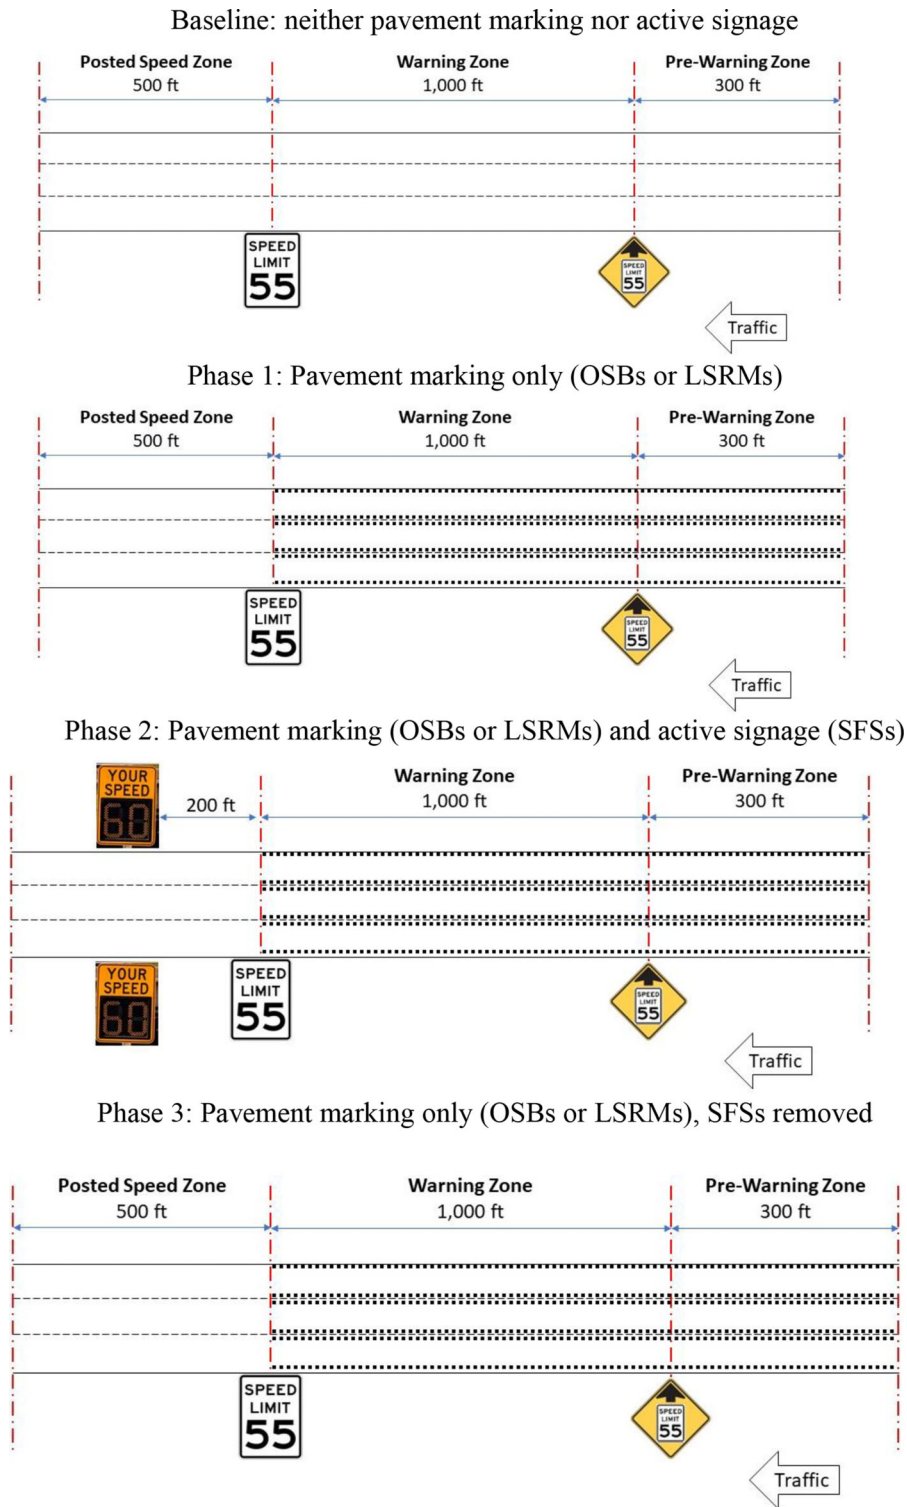 Baseline: neither pavement marking nor active signage
Posted Speed Zone Warning Zone Pre-Warning Zone
500 ft 1,000 ft 300 ft
SPEED
LIMIT
55
SPEED
LIMIT
55
Traffic
Phase 1: Pavement marking only (OSBs or LSRMs)
Posted Speed Zone Warning Zone Pre-Warning Zone
500 ft 1,000 ft 300 ft
SPEED
LIMIT
55
SPEED
LIMIT
55
Traffic
Phase 2: Pavement marking (OSBs or LSRMs) and active signage (SFSs)
YOUR
SPEED
60
200 ft
Warning Zone Pre-Warning Zone
1,000 ft 300 ft
YOUR
SPEED
60
SPEED
LIMIT
55
SPEED
LIMIT
55
Traffic
Phase 3: Pavement marking only (OSBs or LSRMs), SFSs removed
Posted Speed Zone Warning Zone Pre-Warning Zone
500 ft 1,000 ft 300 ft
SPEED
LIMIT
55
SPEED
LIMIT
55
Traffic